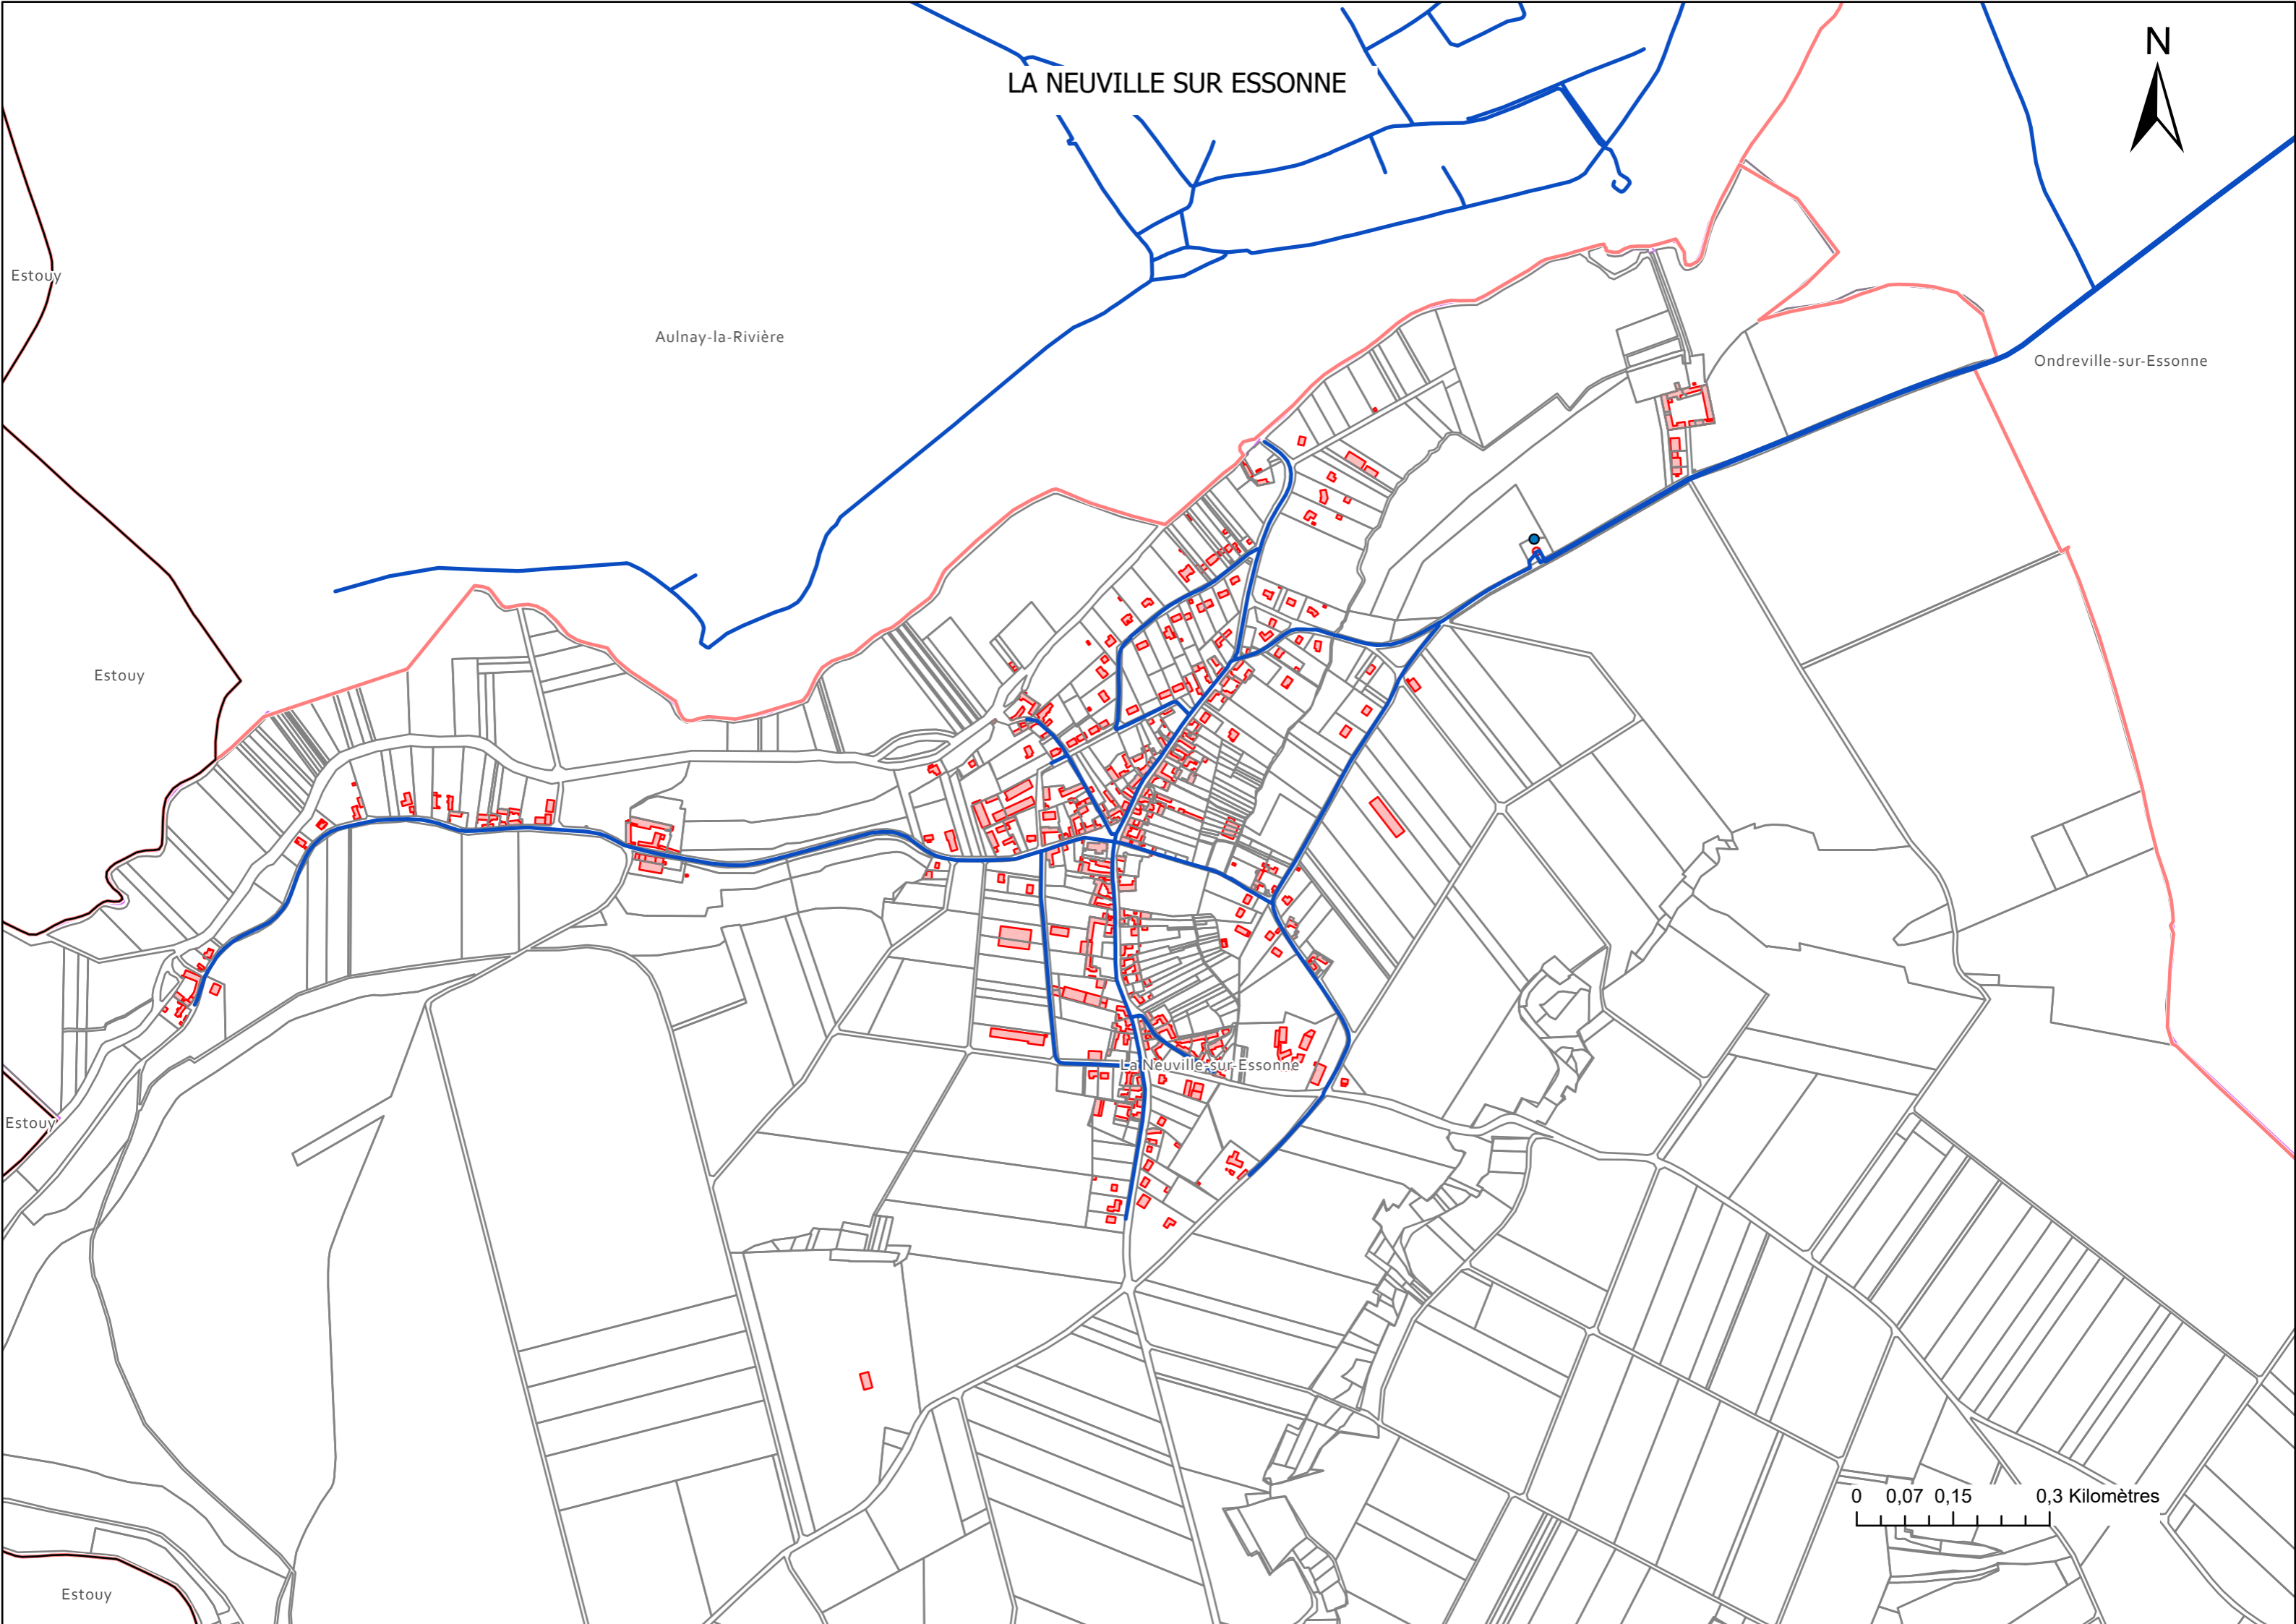 N
LA NEUVILLE SUR ESSONNE
Estouy
Aulnay-la-Rivière
Ondreville-sur-Essonne
Estouy
La Neuville-sur-Essonne
Estouy
0 0,07 0,15 0,3 Kilomètres
Estouy